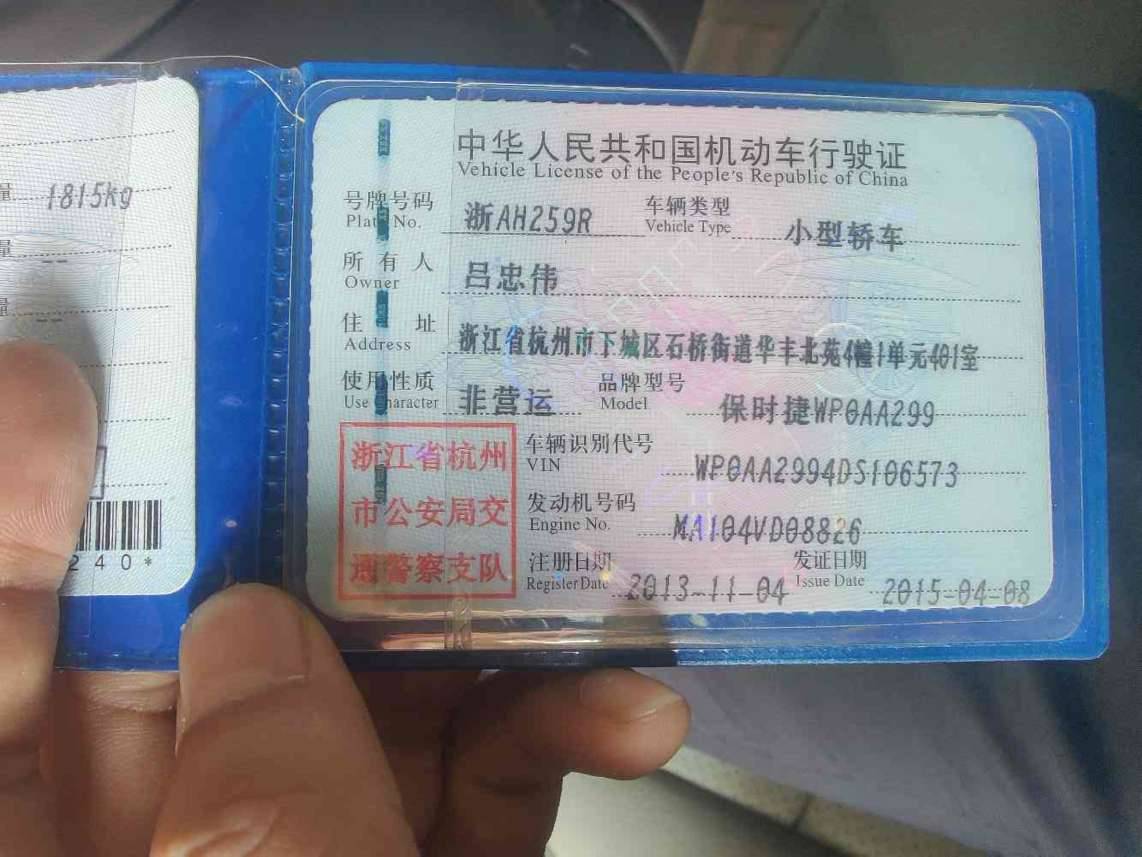 量 1815kg
量 --
量 --
240*
中华人民共和国机动车行驶证
Vehicle License of the People's Republic of China
号牌号码 浙AH259R 车辆类型 小型轿车
Plate No. Vehicle Type
所有人 吕忠伟
Owner
住址 浙江省杭州市下城区石桥街道华丰北苑4幢1单元401室
Address
使用性质 非营运 品牌型号 保时捷WP0AA299
Use Character Model
浙江省杭州
市公安局交
通警察支队
车辆识别代号 WP0AA2994DS106573
VIN
发动机号码 MA104VD08826
Engine No.
注册日期 2013-11-04 发证日期 2015-04-08
Register Date Issue Date